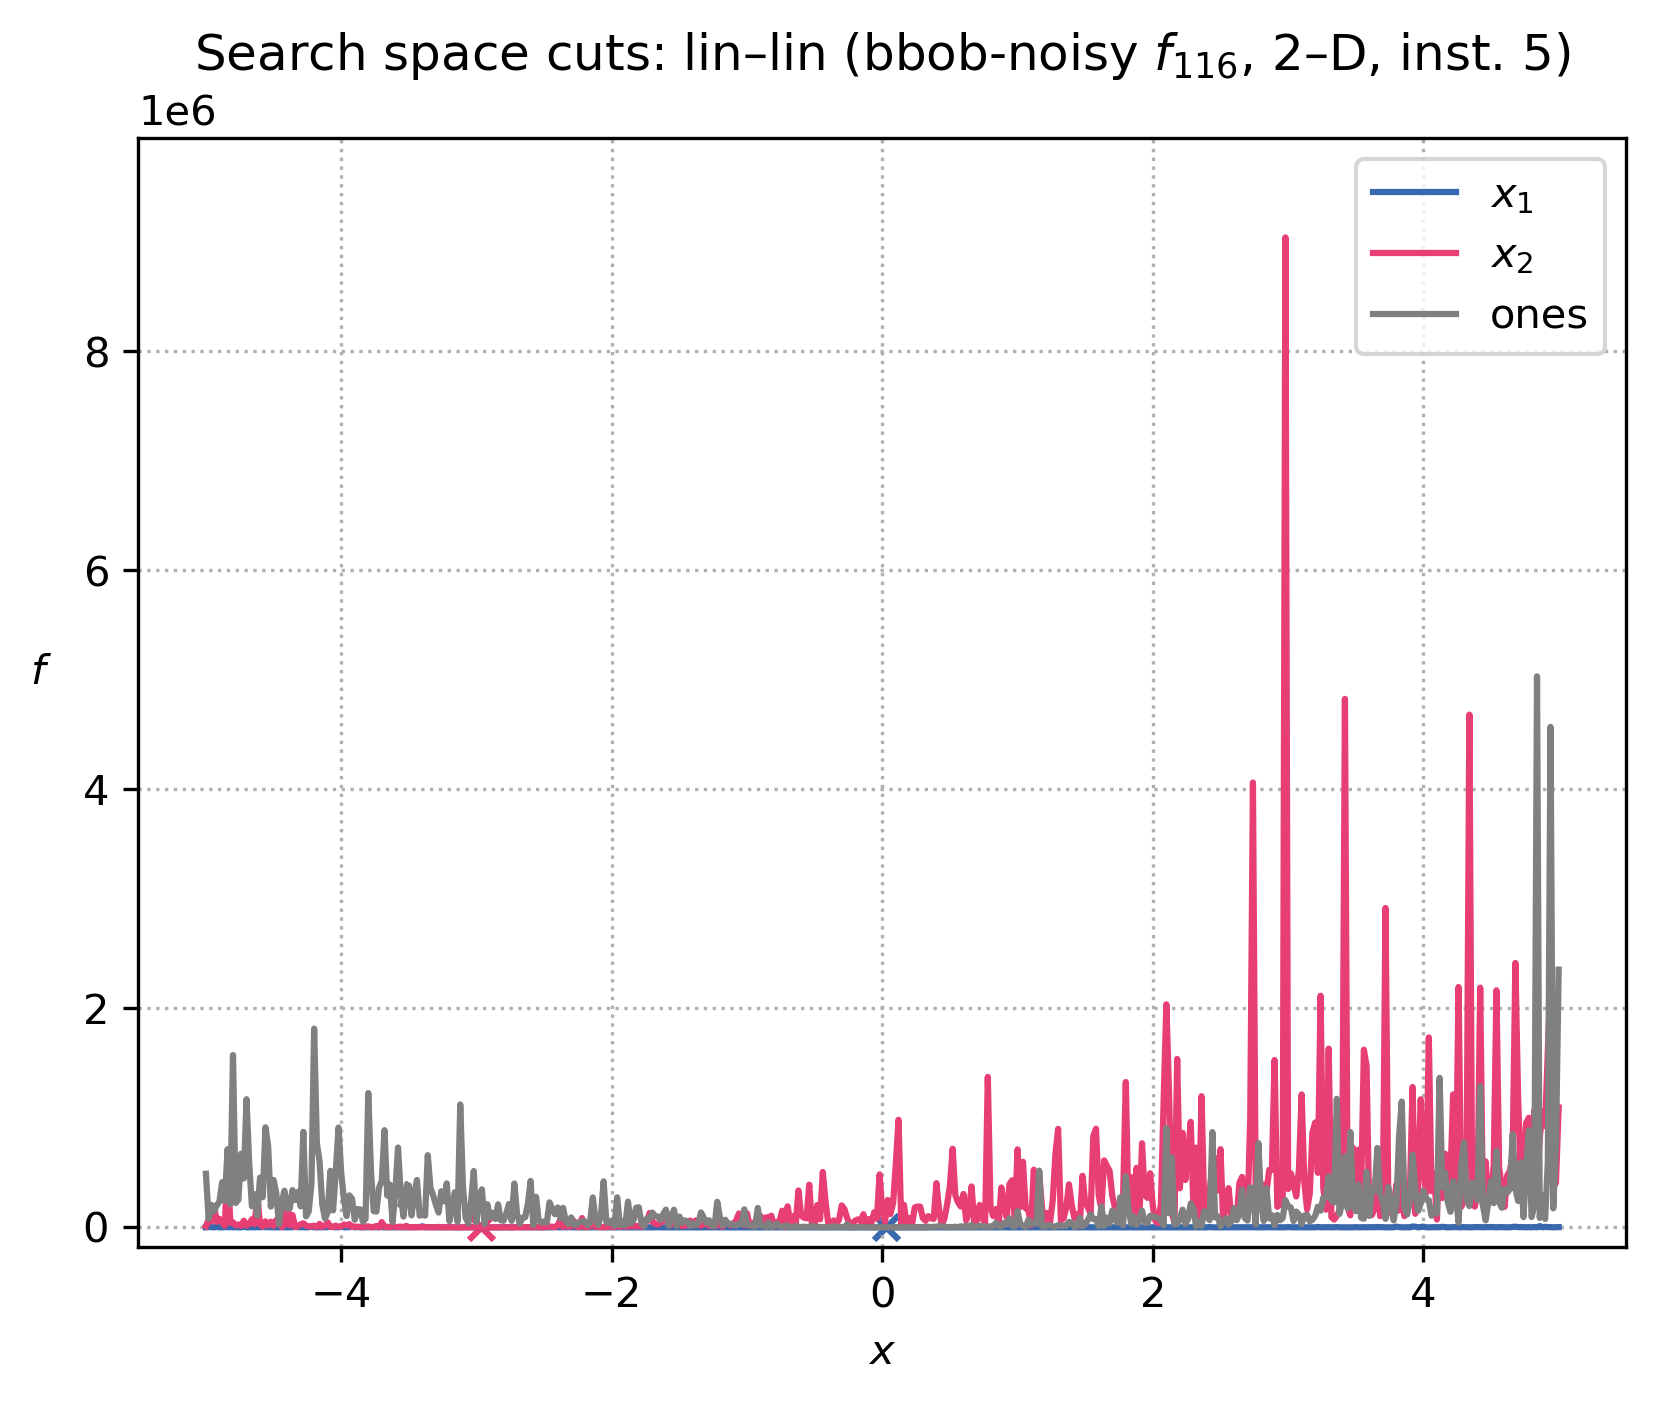 Search space cuts: lin–lin (bbob-noisy f₁₁₆, 2–D, inst. 5)
1e6
x₁
x₂
ones
8
6
4
2
0
f
−4
−2
0
2
4
x